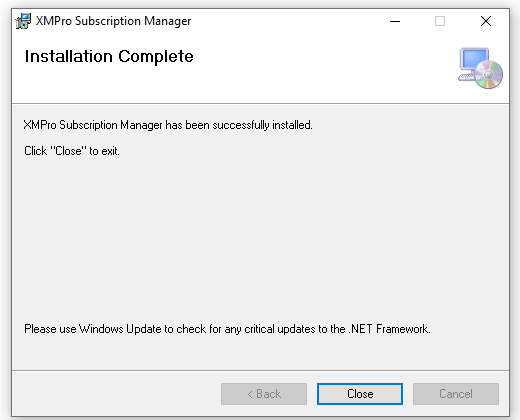 XMPro Subscription Manager
Installation Complete
XMPro Subscription Manager has been successfully installed.
Click "Close" to exit.
Please use Windows Update to check for any critical updates to the .NET Framework.
< Back
Close
Cancel